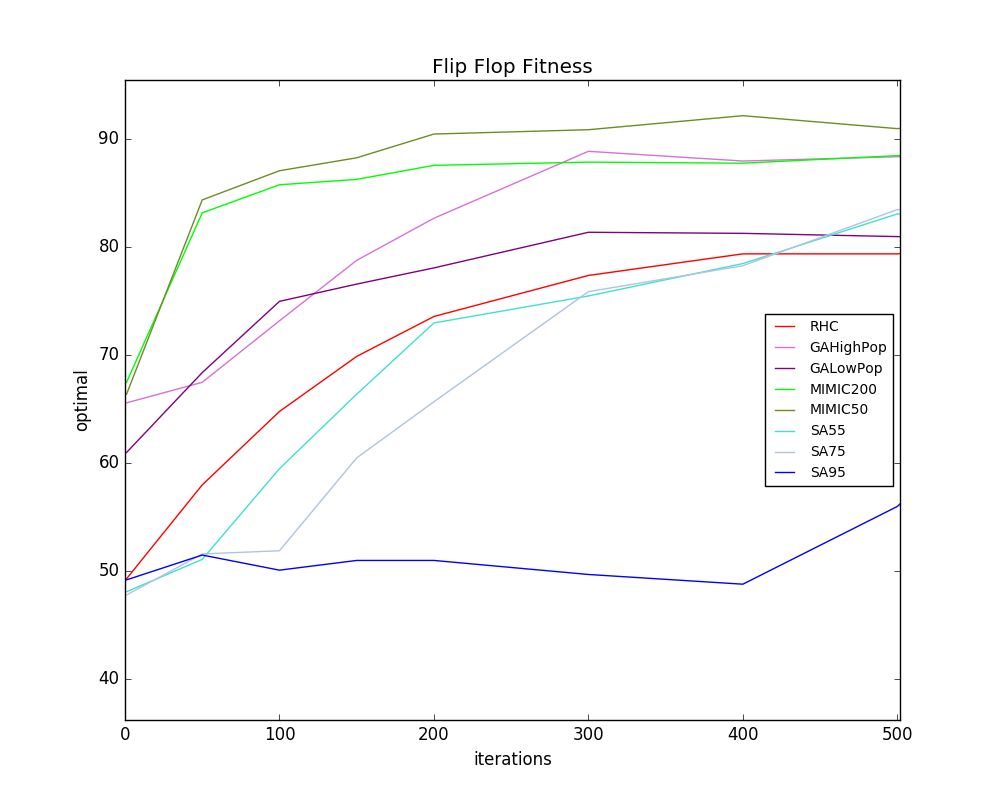 Flip Flop Fitness
90
80
70
60
50
40
optimal
0 100 200 300 400 500
iterations
RHC
GAHighPop
GALowPop
MIMIC200
MIMIC50
SA55
SA75
SA95